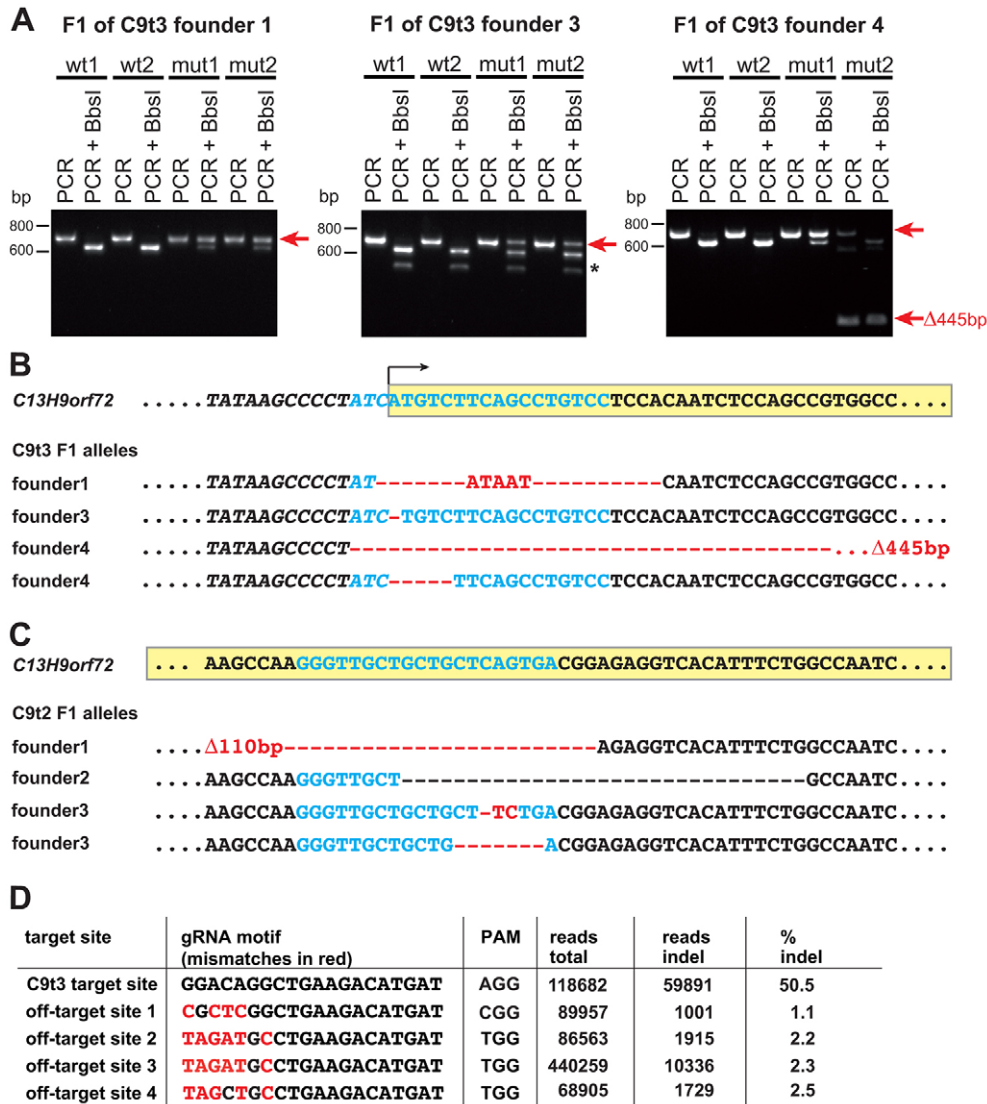 A
F1 of C9t3 founder 1
F1 of C9t3 founder 3
F1 of C9t3 founder 4
wt1 wt2 mut1 mut2
wt1 wt2 mut1 mut2
wt1 wt2 mut1 mut2
PCR
PCR + BbsI
PCR
PCR + BbsI
PCR
PCR + BbsI
PCR
PCR + BbsI
PCR
PCR + BbsI
PCR
PCR + BbsI
PCR
PCR + BbsI
PCR
PCR + BbsI
PCR
PCR + BbsI
PCR
PCR + BbsI
PCR
PCR + BbsI
PCR
PCR + BbsI
bp
800
600
bp
800
600
*
bp
800
600
Δ445bp
B
C13H9orf72 .....TATAAGCCCCTATCATGTCTTCAGCCTGTCCTCCACAATCTCCAGCCGTGGCC....
C9t3 F1 alleles
founder1 .....TATAAGCCCCTAT-------ATAAT----------CAATCTCCAGCCGTGGCC....
founder3 .....TATAAGCCCCTATC-TGTCTTCAGCCTGTCCTCCACAATCTCCAGCCGTGGCC....
founder4 .....TATAAGCCCCT-------------------------------------...Δ445bp
founder4 .....TATAAGCCCCTATC-----TTCAGCCTGTCCTCCACAATCTCCAGCCGTGGCC....
C
C13H9orf72 ... AAGCCAAGGGTTGCTGCTGCTCAGTGACGGAGAGGTCACATTTCTGGCCAATC....
C9t2 F1 alleles
founder1 ....Δ110bp------------------------AGAGGTCACATTTCTGGCCAATC....
founder2 ....AAGCCAAGGGTTGCT-------------------------------GCCAATC....
founder3 ....AAGCCAAGGGTTGCTGCTGCT-TCTGACGGAGAGGTCACATTTCTGGCCAATC....
founder3 ....AAGCCAAGGGTTGCTGCTG-------ACGGAGAGGTCACATTTCTGGCCAATC....
D
target site gRNA motif (mismatches in red) PAM reads total reads indel % indel
C9t3 target site GGACAGGCTGAAGACATGAT AGG 118682 59891 50.5
off-target site 1 CGCTCGGCTGAAGACATGAT CGG 89957 1001 1.1
off-target site 2 TAGATGCCTGAAGACATGAT TGG 86563 1915 2.2
off-target site 3 TAGATGCCTGAAGACATGAT TGG 440259 10336 2.3
off-target site 4 TAGCTGCCTGAAGACATGAT TGG 68905 1729 2.5